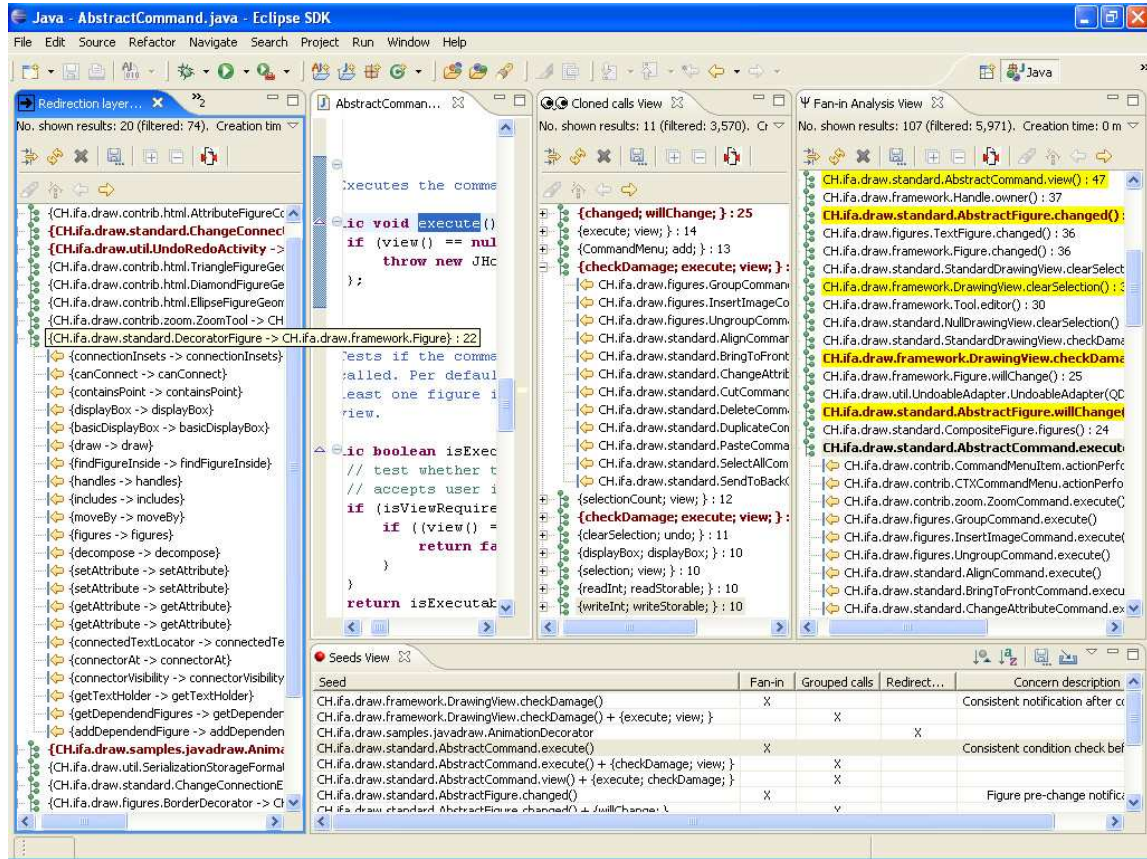 Java - AbstractCommand.java - Eclipse SDK
File Edit Source Refactor Navigate Search Project Run Window Help
Java
Redirection layer...
2
No. shown results: 20 (filtered: 74). Creation tim
{CH.ifa.draw.contrib.html.AttributeFigureCo
{CH.ifa.draw.standard.ChangeConnect
{CH.ifa.draw.util.UndoRedoActivity ->
{CH.ifa.draw.contrib.html.TriangleFigureGeo
{CH.ifa.draw.contrib.html.DiamondFigureGe
{CH.ifa.draw.contrib.html.EllipseFigureGeom
{CH.ifa.draw.contrib.zoom.ZoomTool -> CH
{CH.ifa.draw.standard.DecoratorFigure -> CH.ifa.draw.framework.Figure} : 22
{connectionInsets -> connectionInsets}
{canConnect -> canConnect}
{containsPoint -> containsPoint}
{displayBox -> displayBox}
{basicDisplayBox -> basicDisplayBox}
{draw -> draw}
{findFigureInside -> findFigureInside}
{handles -> handles}
{includes -> includes}
{moveBy -> moveBy}
{figures -> figures}
{decompose -> decompose}
{setAttribute -> setAttribute}
{setAttribute -> setAttribute}
{getAttribute -> getAttribute}
{getAttribute -> getAttribute}
{connectedTextLocator -> connectedTe
{connectorAt -> connectorAt}
{connectorVisibility -> connectorVisibility
{getTextHolder -> getTextHolder}
{getDependendFigures -> getDependen
{addDependendFigure -> addDependen
{CH.ifa.draw.samples.javadraw.Anima
{CH.ifa.draw.util.SerializationStorageFormat
{CH.ifa.draw.standard.ChangeConnectionE
{CH.ifa.draw.figures.BorderDecorator -> CH
AbstractComman...
Executes the comma
ic void execute()
if (view() == nul
throw new JHo
};
Tests if the comma
called. Per defaul
least one figure i
view.
ic boolean isExec
// test whether t
// accepts user i
if (isViewRequire
if ((view() =
return fa
}
}
return isExecutab
Cloned calls View
No. shown results: 11 (filtered: 3,570). Cr
{changed; willChange; } : 25
{execute; view; } : 14
{CommandMenu; add; } : 13
{checkDamage; execute; view; } :
CH.ifa.draw.figures.GroupComman
CH.ifa.draw.figures.InsertImageCo
CH.ifa.draw.figures.UngroupComm
CH.ifa.draw.standard.AlignComman
CH.ifa.draw.standard.BringToFront
CH.ifa.draw.standard.ChangeAttrib
CH.ifa.draw.standard.CutCommand
CH.ifa.draw.standard.DeleteComm
CH.ifa.draw.standard.DuplicateCom
CH.ifa.draw.standard.PasteComma
CH.ifa.draw.standard.SelectAllCom
CH.ifa.draw.standard.SendToBack
{selectionCount; view; } : 12
{checkDamage; execute; view; } :
{clearSelection; undo; } : 11
{displayBox; displayBox; } : 10
{selection; view; } : 10
{readInt; readStorable; } : 10
{writeInt; writeStorable; } : 10
Fan-in Analysis View
No. shown results: 107 (filtered: 5,971). Creation time: 0 m
CH.ifa.draw.standard.AbstractCommand.view() : 47
CH.ifa.draw.framework.Handle.owner() : 37
CH.ifa.draw.standard.AbstractFigure.changed() :
CH.ifa.draw.figures.TextFigure.changed() : 36
CH.ifa.draw.framework.Figure.changed() : 36
CH.ifa.draw.standard.StandardDrawingView.clearSelect
CH.ifa.draw.framework.DrawingView.clearSelection() : 3
CH.ifa.draw.framework.Tool.editor() : 30
CH.ifa.draw.standard.NullDrawingView.clearSelection()
CH.ifa.draw.standard.StandardDrawingView.checkDama
CH.ifa.draw.framework.DrawingView.checkDama
CH.ifa.draw.framework.Figure.willChange() : 25
CH.ifa.draw.util.UndoableAdapter.UndoableAdapter(QD
CH.ifa.draw.standard.AbstractFigure.willChange(
CH.ifa.draw.standard.CompositeFigure.figures() : 24
CH.ifa.draw.standard.AbstractCommand.execut
CH.ifa.draw.contrib.CommandMenuItem.actionPerfo
CH.ifa.draw.contrib.CTXCommandMenu.actionPerfo
CH.ifa.draw.contrib.zoom.ZoomCommand.execute()
CH.ifa.draw.figures.GroupCommand.execute()
CH.ifa.draw.figures.InsertImageCommand.execute(
CH.ifa.draw.figures.UngroupCommand.execute()
CH.ifa.draw.standard.AlignCommand.execute()
CH.ifa.draw.standard.BringToFrontCommand.execu
CH.ifa.draw.standard.ChangeAttributeCommand.ex
Seeds View
Seed Fan-in Grouped calls Redirect... Concern description
CH.ifa.draw.framework.DrawingView.checkDamage() X Consistent notification after co
CH.ifa.draw.framework.DrawingView.checkDamage() + {execute; view; } X
CH.ifa.draw.samples.javadraw.AnimationDecorator X
CH.ifa.draw.standard.AbstractCommand.execute() X Consistent condition check bef
CH.ifa.draw.standard.AbstractCommand.execute() + {checkDamage; view; } X
CH.ifa.draw.standard.AbstractCommand.view() + {execute; checkDamage; } X
CH.ifa.draw.standard.AbstractFigure.changed() X Figure pre-change notifica
CH.ifa.draw.standard.AbstractFigure.changed() + {willChange; } X